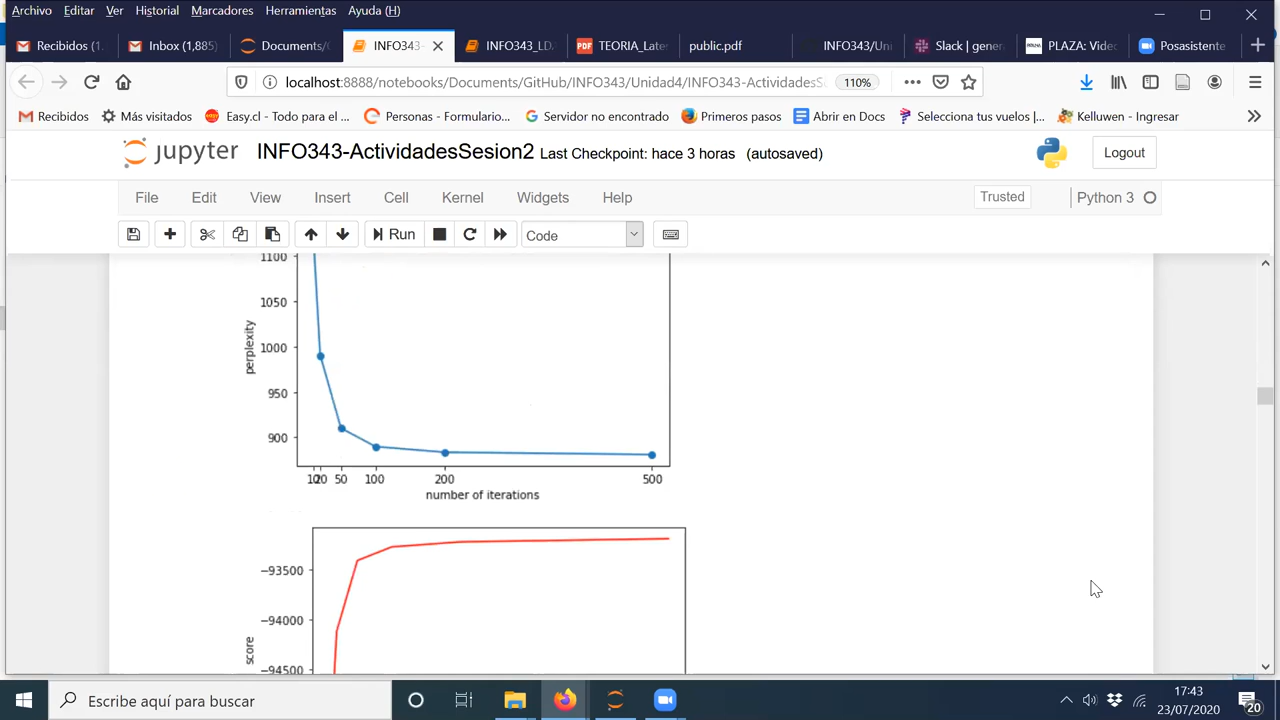 Archivo Editar Ver Historial Marcadores Herramientas Ayuda (H)
Recibidos (1. Inbox (1,885) Documents/ INFO343- INFO343_LD. TEORIA_Late public.pdf INFO343/Uni Slack | gener PLAZA: Vide Posasistente
localhost:8888/notebooks/Documents/GitHub/INFO343/Unidad4/INFO343-ActividadesS 110%
Recibidos Más visitados Easy.cl - Todo para el ... Personas - Formulario... Servidor no encontrado Primeros pasos Abrir en Docs Selecciona tus vuelos |... Kelluwen - Ingresar
jupyter INFO343-ActividadesSesion2 Last Checkpoint: hace 3 horas (autosaved) Logout
File Edit View Insert Cell Kernel Widgets Help Trusted Python 3
Run Code
1100
1050
1000
950
900
perplexity
10 20 50 100 200 500
number of iterations
−93500
−94000
−94500
score
Escribe aquí para buscar
17:43
23/07/2020
20